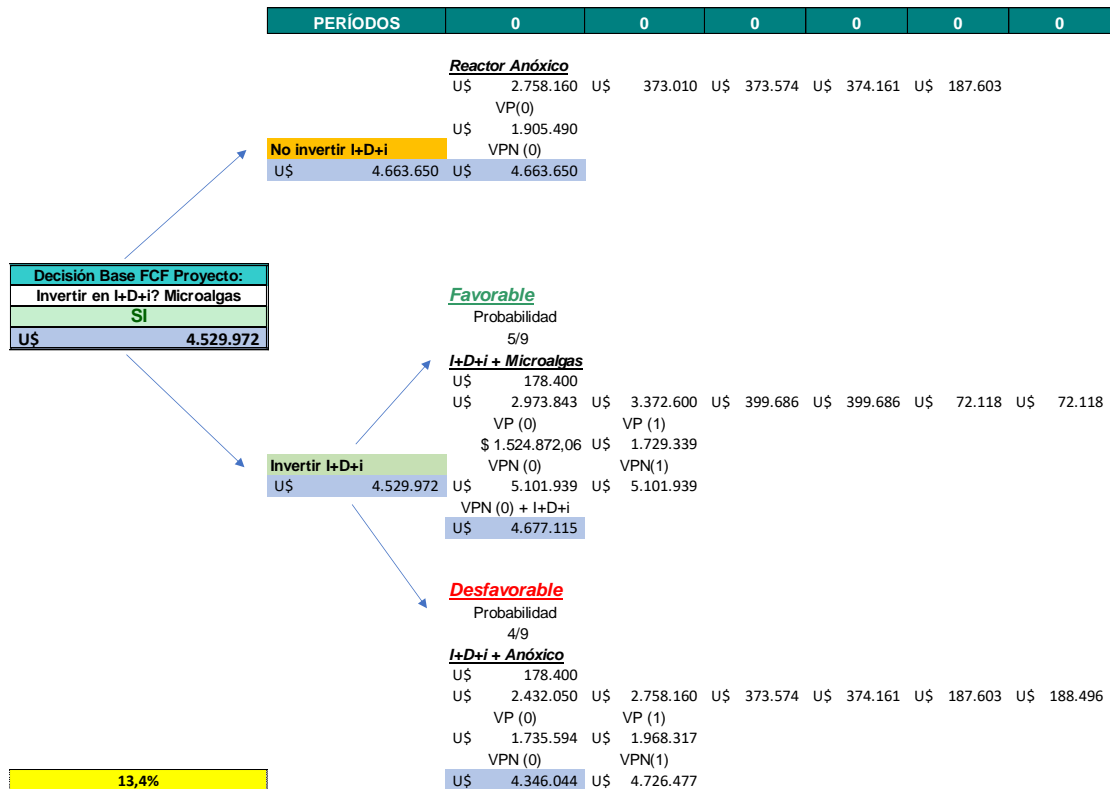 PERÍODOS 0 0 0 0 0 0
Reactor Anóxico
U$ 2.758.160 U$ 373.010 U$ 373.574 U$ 374.161 U$ 187.603
VP(0)
U$ 1.905.490
No invertir I+D+i VPN (0)
U$ 4.663.650 U$ 4.663.650
Decisión Base FCF Proyecto:
Invertir en I+D+i? Microalgas
SI
U$ 4.529.972
Favorable
Probabilidad
5/9
I+D+i + Microalgas
U$ 178.400
U$ 2.973.843 U$ 3.372.600 U$ 399.686 U$ 399.686 U$ 72.118 U$ 72.118
VP (0) VP (1)
$ 1.524.872,06 U$ 1.729.339
Invertir I+D+i VPN (0) VPN(1)
U$ 4.529.972 U$ 5.101.939 U$ 5.101.939
VPN (0) + I+D+i
U$ 4.677.115
Desfavorable
Probabilidad
4/9
I+D+i + Anóxico
U$ 178.400
U$ 2.432.050 U$ 2.758.160 U$ 373.574 U$ 374.161 U$ 187.603 U$ 188.496
VP (0) VP (1)
U$ 1.735.594 U$ 1.968.317
VPN (0) VPN(1)
13,4% U$ 4.346.044 U$ 4.726.477